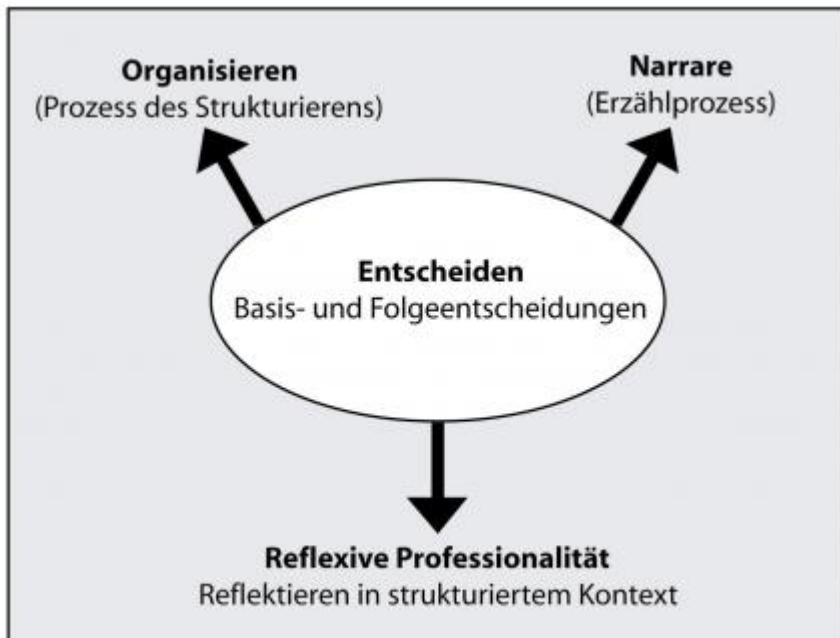 Organisieren
(Prozess des Strukturierens)
Narrare
(Erzählprozess)
Entscheiden
Basis- und Folgeentscheidungen
Reflexive Professionalität
Reflektieren in strukturiertem Kontext